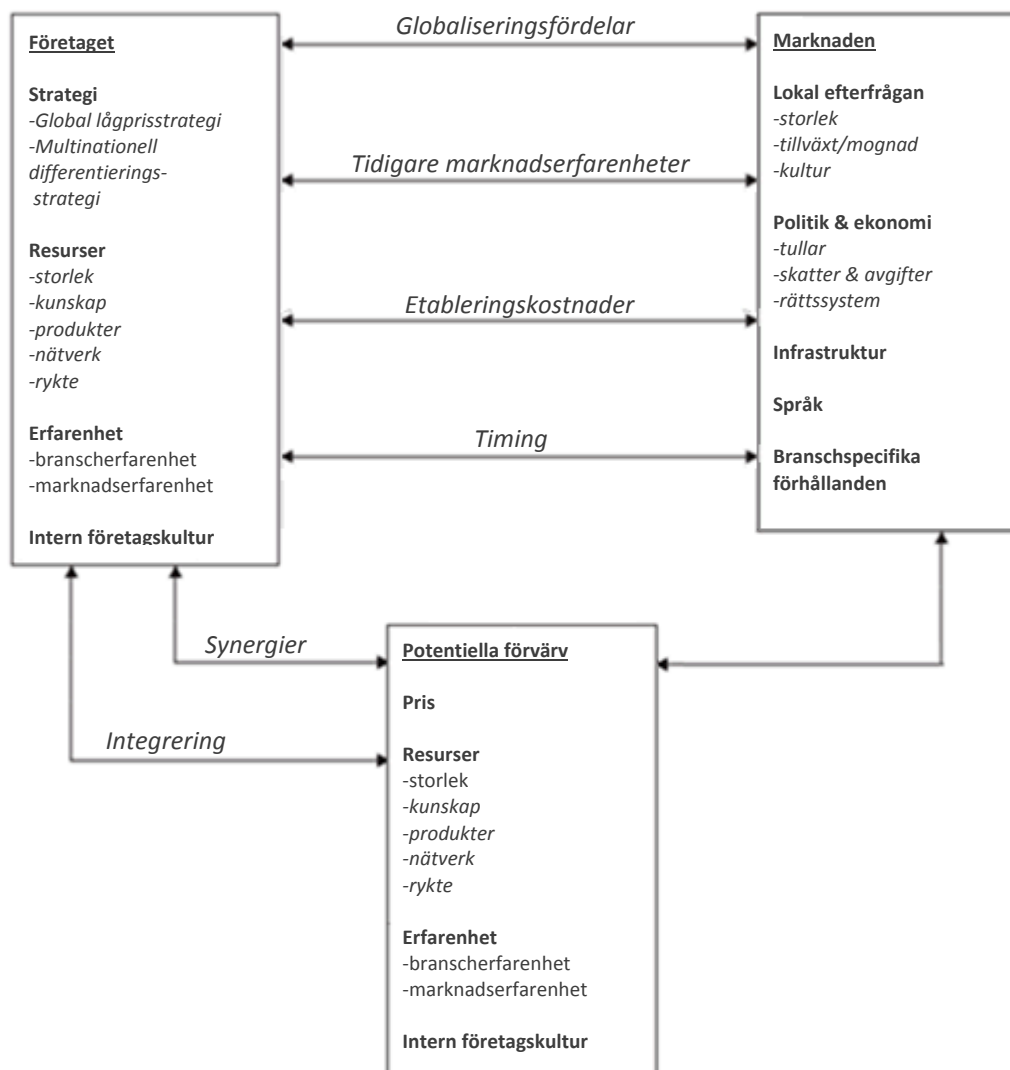 Företaget
Strategi
-Global lågprisstrategi
-Multinationell
differentierings-
strategi
Resurser
-storlek
-kunskap
-produkter
-nätverk
-rykte
Erfarenhet
-branscherfarenhet
-marknadserfarenhet
Intern företagskultur
Globaliseringsfördelar
Tidigare marknadserfarenheter
Etableringskostnader
Timing
Marknaden
Lokal efterfrågan
-storlek
-tillväxt/mognad
-kultur
Politik & ekonomi
-tullar
-skatter & avgifter
-rättssystem
Infrastruktur
Språk
Branschspecifika
förhållanden
Synergier
Integrering
Potentiella förvärv
Pris
Resurser
-storlek
-kunskap
-produkter
-nätverk
-rykte
Erfarenhet
-branscherfarenhet
-marknadserfarenhet
Intern företagskultur